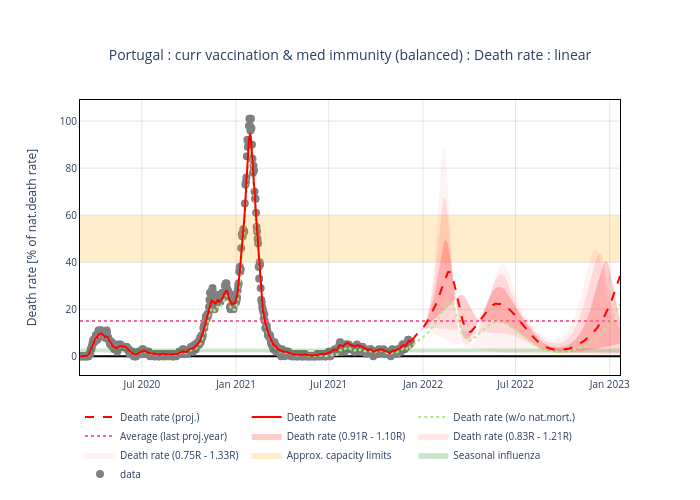 Portugal : curr vaccination & med immunity (balanced) : Death rate : linear
Death rate [% of nat.death rate]
100
80
60
40
20
0
Jul 2020
Jan 2021
Jul 2021
Jan 2022
Jul 2022
Jan 2023
Death rate (proj.)
Death rate
Death rate (w/o nat.mort.)
Average (last proj.year)
Death rate (0.91R - 1.10R)
Death rate (0.83R - 1.21R)
Death rate (0.75R - 1.33R)
Approx. capacity limits
Seasonal influenza
data